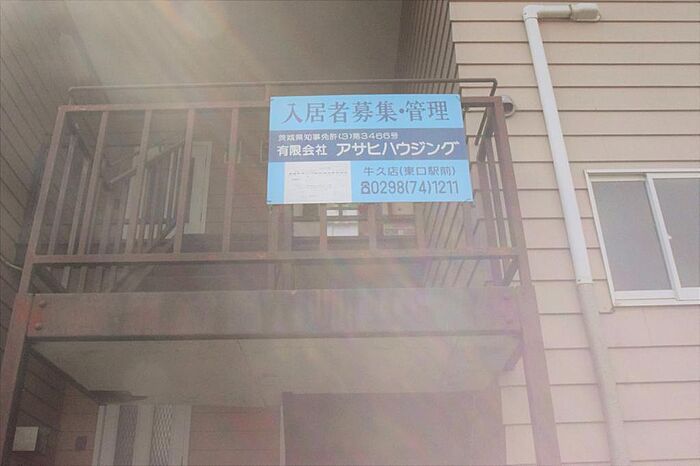 入居者募集・管理
茨城県知事免許(3)第3466号
有限会社 アサヒハウジング
牛久店(東口駅前)
☎0298(74)1211